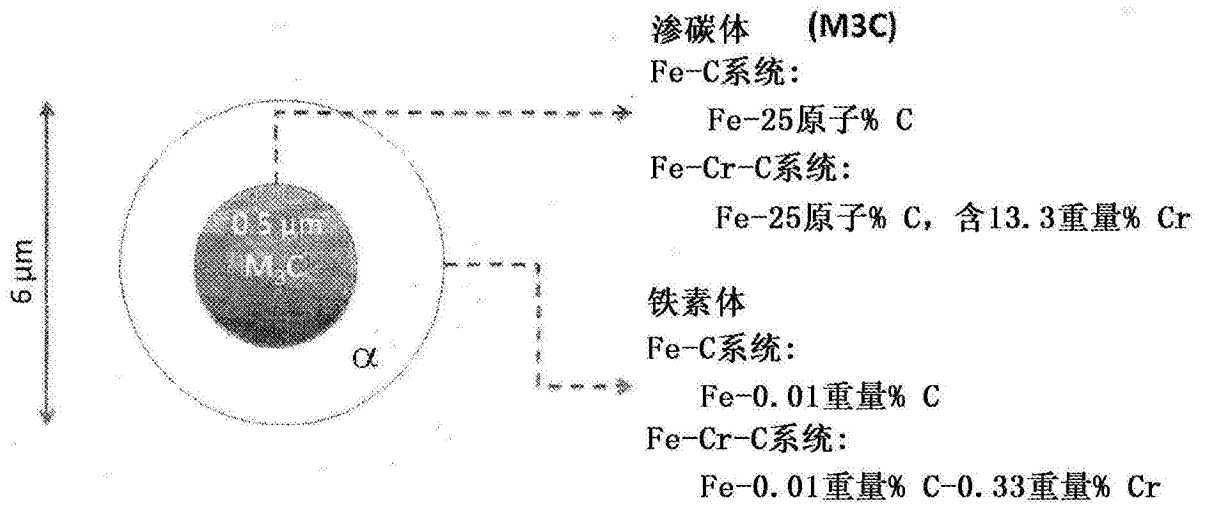 渗碳体 (M3C)
Fe-C系统:
Fe-25原子% C
Fe-Cr-C系统:
Fe-25原子% C, 含13.3重量% Cr
6 μm
0.5 μm
M₃C
α
铁素体
Fe-C系统:
Fe-0.01重量% C
Fe-Cr-C系统:
Fe-0.01重量% C-0.33重量% Cr